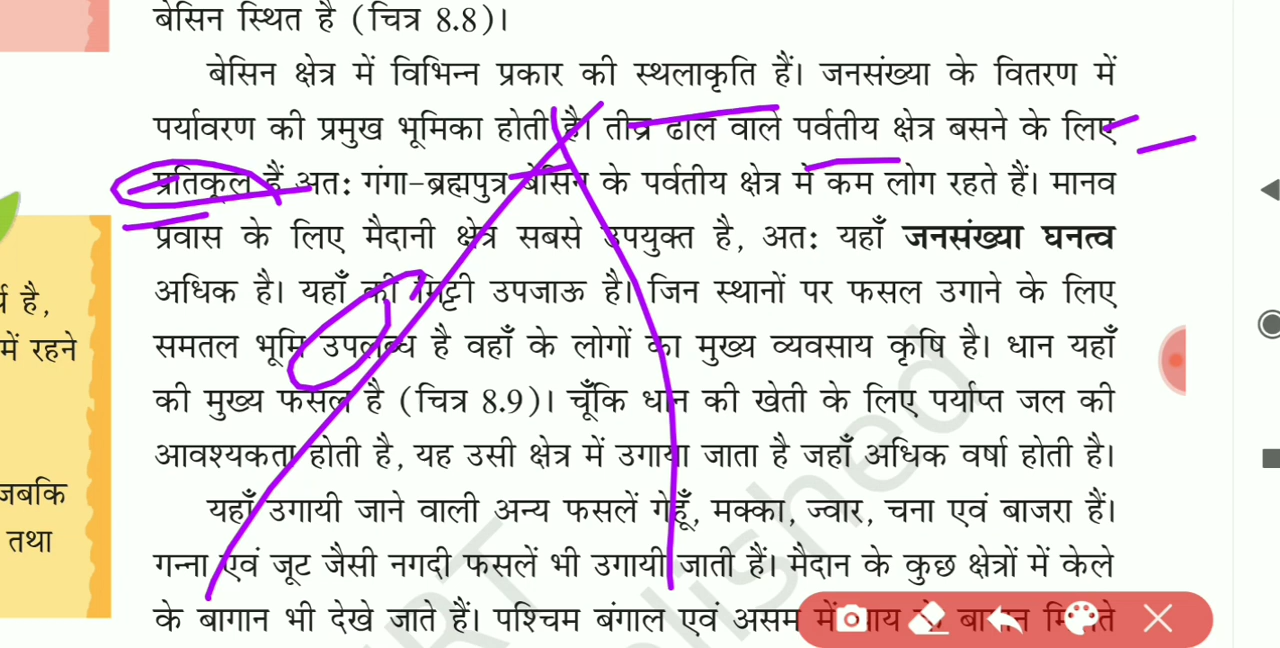 बेसिन स्थित है (चित्र 8.8)।
बेसिन क्षेत्र में विभिन्न प्रकार की स्थलाकृति हैं। जनसंख्या के वितरण में
पर्यावरण की प्रमुख भूमिका होती है। तीव्र ढाल वाले पर्वतीय क्षेत्र बसने के लिए
प्रतिकूल हैं अत: गंगा-ब्रह्मपुत्र बेसिन के पर्वतीय क्षेत्र में कम लोग रहते हैं। मानव
प्रवास के लिए मैदानी क्षेत्र सबसे उपयुक्त है, अत: यहाँ जनसंख्या घनत्व
अधिक है। यहाँ की मिट्टी उपजाऊ है। जिन स्थानों पर फसल उगाने के लिए
समतल भूमि उपलब्ध है वहाँ के लोगों का मुख्य व्यवसाय कृषि है। धान यहाँ
की मुख्य फसल है (चित्र 8.9)। चूँकि धान की खेती के लिए पर्याप्त जल की
आवश्यकता होती है, यह उसी क्षेत्र में उगाया जाता है जहाँ अधिक वर्षा होती है।
यहाँ उगायी जाने वाली अन्य फसलें गेहूँ, मक्का, ज्वार, चना एवं बाजरा हैं।
गन्ना एवं जूट जैसी नगदी फसलें भी उगायी जाती हैं। मैदान के कुछ क्षेत्रों में केले
के बागान भी देखे जाते हैं। पश्चिम बंगाल एवं असम में चाय के बागान मिलते
है,
में रहने
जबकि
तथा